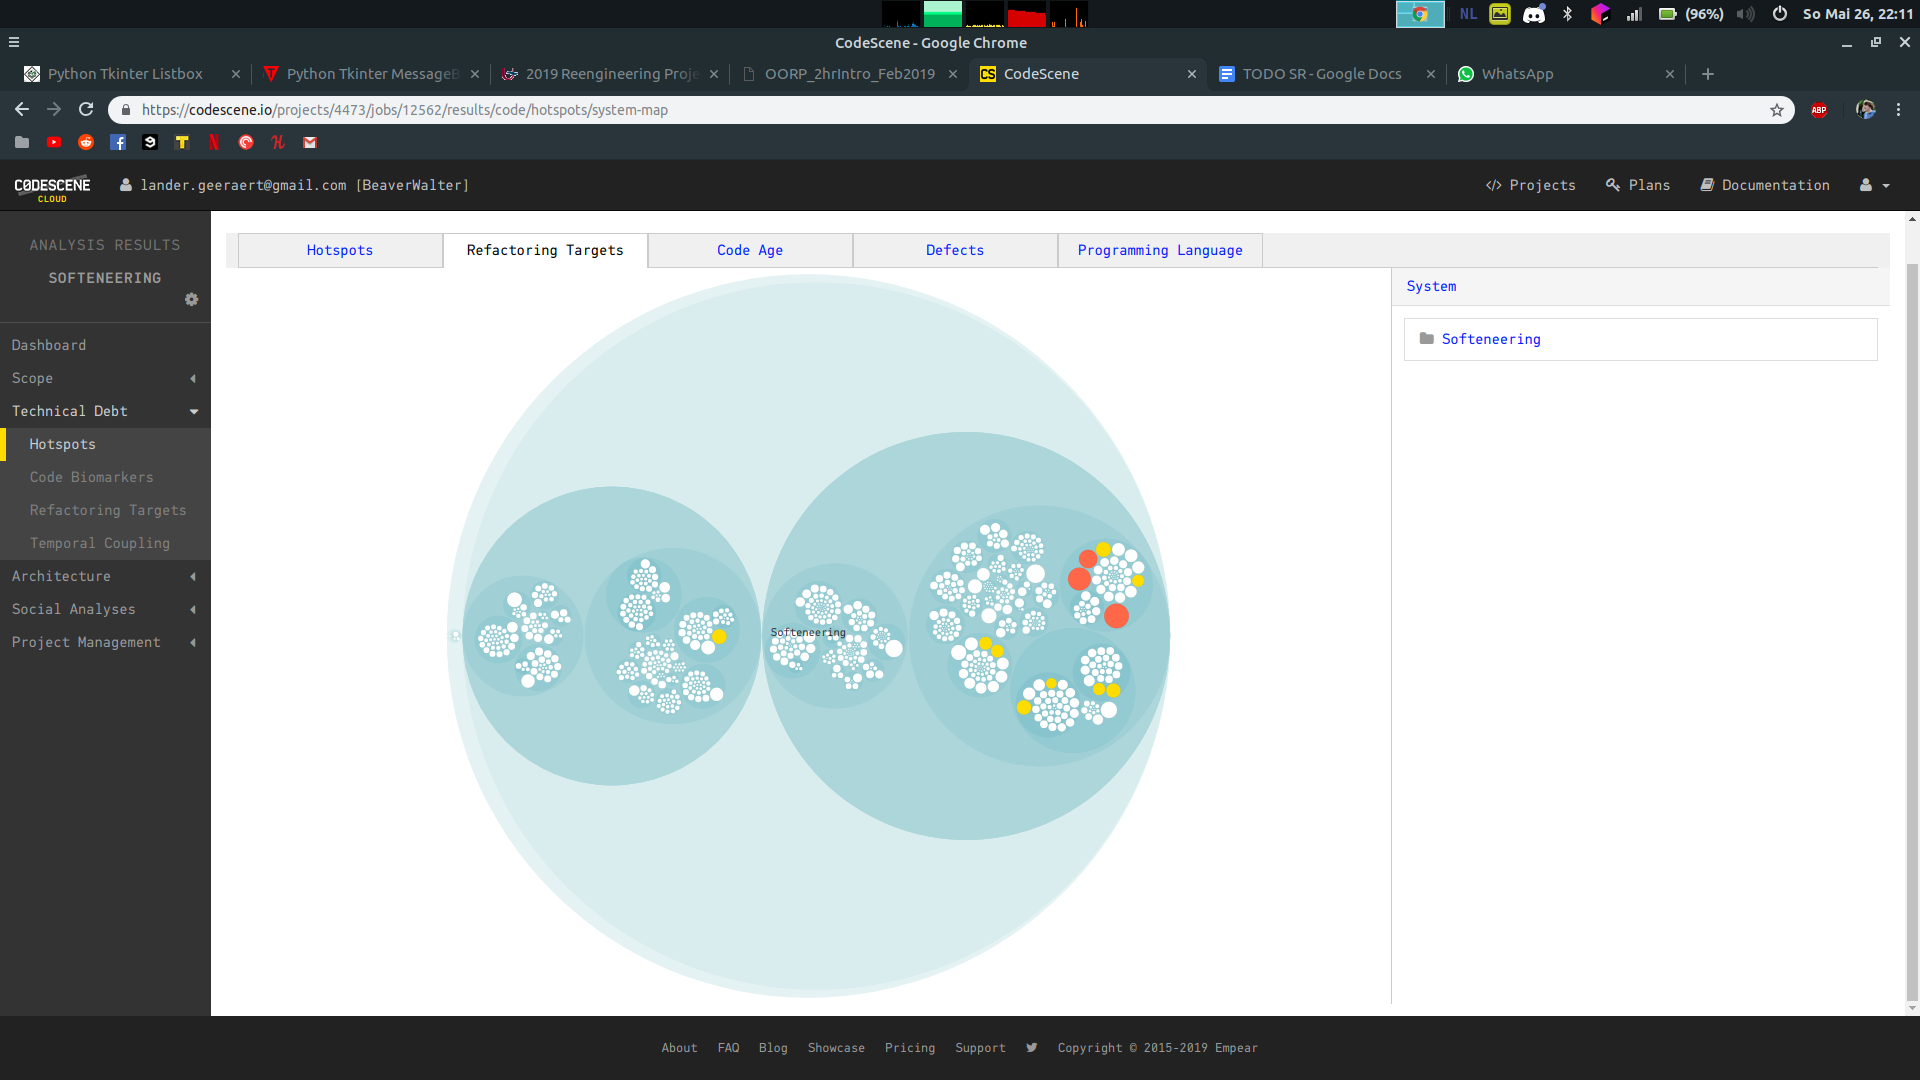 NL (96%) So Mai 26, 22:11
CodeScene - Google Chrome
Python Tkinter Listbox Python Tkinter MessageB 2019 Reengineering Proje OORP_2hrIntro_Feb2019 CodeScene TODO SR - Google Docs WhatsApp
https://codescene.io/projects/4473/jobs/12562/results/code/hotspots/system-map ABP
CODESCENE
CLOUD
lander.geeraert@gmail.com [BeaverWalter] Projects Plans Documentation
ANALYSIS RESULTS
SOFTENEERING
Dashboard
Scope
Technical Debt
Hotspots
Code Biomarkers
Refactoring Targets
Temporal Coupling
Architecture
Social Analyses
Project Management
Hotspots Refactoring Targets Code Age Defects Programming Language
System
Softeneering
Softeneering
About FAQ Blog Showcase Pricing Support Copyright © 2015-2019 Empear